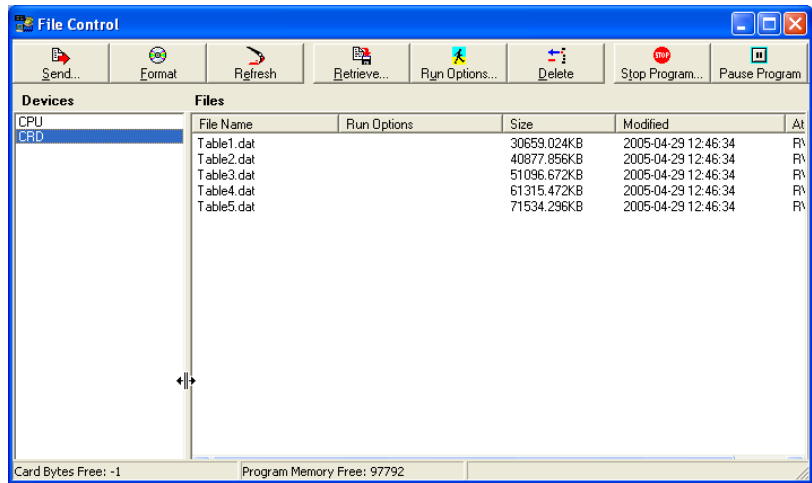 File Control
Send... Format Refresh Retrieve... Run Options... Delete Stop Program... Pause Program
Devices Files
CPU
CRD
File Name Run Options Size Modified At
Table1.dat 30659.024KB 2005-04-29 12:46:34
Table2.dat 40877.856KB 2005-04-29 12:46:34
Table3.dat 51096.672KB 2005-04-29 12:46:34
Table4.dat 61315.472KB 2005-04-29 12:46:34
Table5.dat 71534.296KB 2005-04-29 12:46:34
Card Bytes Free: -1 Program Memory Free: 97792